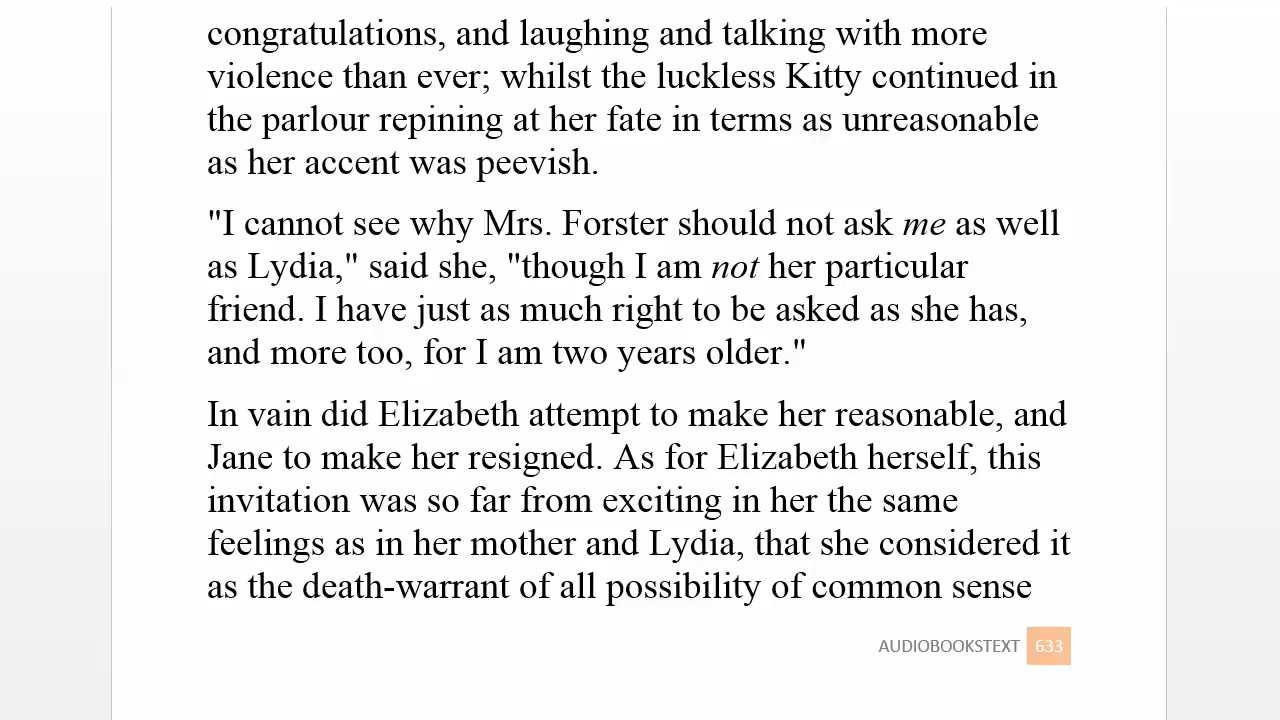 congratulations, and laughing and talking with more
violence than ever; whilst the luckless Kitty continued in
the parlour repining at her fate in terms as unreasonable
as her accent was peevish.
"I cannot see why Mrs. Forster should not ask me as well
as Lydia," said she, "though I am not her particular
friend. I have just as much right to be asked as she has,
and more too, for I am two years older."
In vain did Elizabeth attempt to make her reasonable, and
Jane to make her resigned. As for Elizabeth herself, this
invitation was so far from exciting in her the same
feelings as in her mother and Lydia, that she considered it
as the death-warrant of all possibility of common sense
AUDIOBOOKSTEXT 633